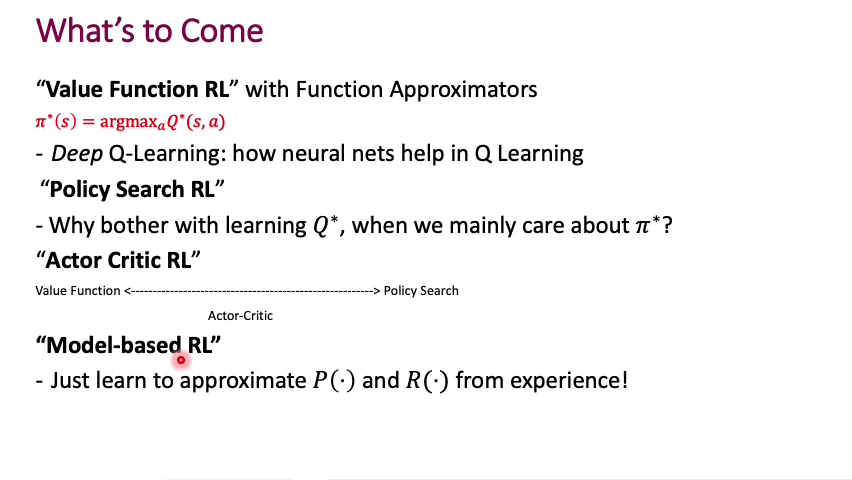 What's to Come
“Value Function RL” with Function Approximators
π*(s) = argmaxₐQ*(s, a)
- Deep Q-Learning: how neural nets help in Q Learning
“Policy Search RL”
- Why bother with learning Q*, when we mainly care about π*?
“Actor Critic RL”
Value Function <-------------------------------------------------------> Policy Search
Actor-Critic
“Model-based RL”
- Just learn to approximate P(·) and R(·) from experience!